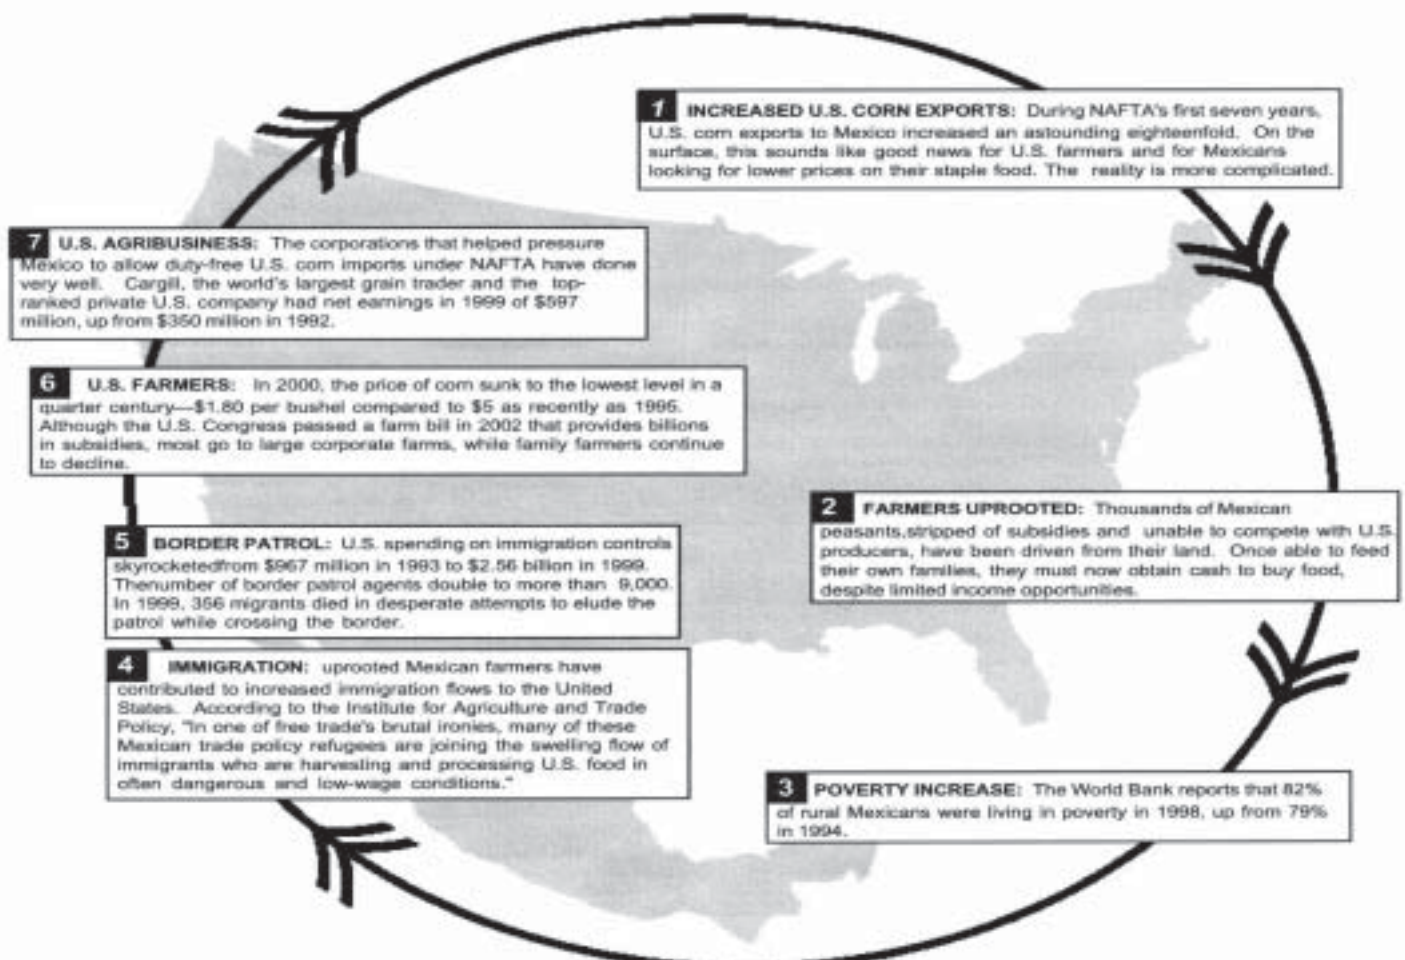 1 INCREASED U.S. CORN EXPORTS: During NAFTA's first seven years,
U.S. corn exports to Mexico increased an astounding eighteenfold. On the
surface, this sounds like good news for U.S. farmers and for Mexicans
looking for lower prices on their staple food. The reality is more complicated.
2 FARMERS UPROOTED: Thousands of Mexican
peasants,stripped of subsidies and unable to compete with U.S.
producers, have been driven from their land. Once able to feed
their own families, they must now obtain cash to buy food,
despite limited income opportunities.
3 POVERTY INCREASE: The World Bank reports that 82%
of rural Mexicans were living in poverty in 1998, up from 79%
in 1994.
4 IMMIGRATION: uprooted Mexican farmers have
contributed to increased immigration flows to the United
States. According to the Institute for Agriculture and Trade
Policy, "In one of free trade's brutal ironies, many of these
Mexican trade policy refugees are joining the swelling flow of
immigrants who are harvesting and processing U.S. food in
often dangerous and low-wage conditions."
5 BORDER PATROL: U.S. spending on immigration controls
skyrocketedfrom $967 million in 1993 to $2.56 billion in 1999.
Thenumber of border patrol agents double to more than 9,000.
In 1999, 356 migrants died in desperate attempts to elude the
patrol while crossing the border.
6 U.S. FARMERS: In 2000, the price of corn sunk to the lowest level in a
quarter century—$1.80 per bushel compared to $5 as recently as 1995.
Although the U.S. Congress passed a farm bill in 2002 that provides billions
in subsidies, most go to large corporate farms, while family farmers continue
to decline.
7 U.S. AGRIBUSINESS: The corporations that helped pressure
Mexico to allow duty-free U.S. corn imports under NAFTA have done
very well. Cargill, the world's largest grain trader and the top-
ranked private U.S. company had net earnings in 1999 of $597
million, up from $350 million in 1992.